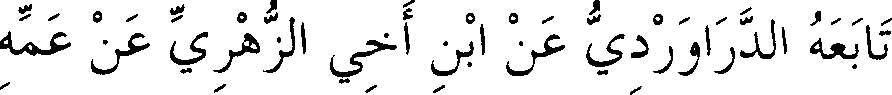 تَابَعَهُ الدَّرَاوَرْدِيُّ عَنْ ابْنِ أَخِي الزُّهْرِيِّ عَنْ عَمِّهِ